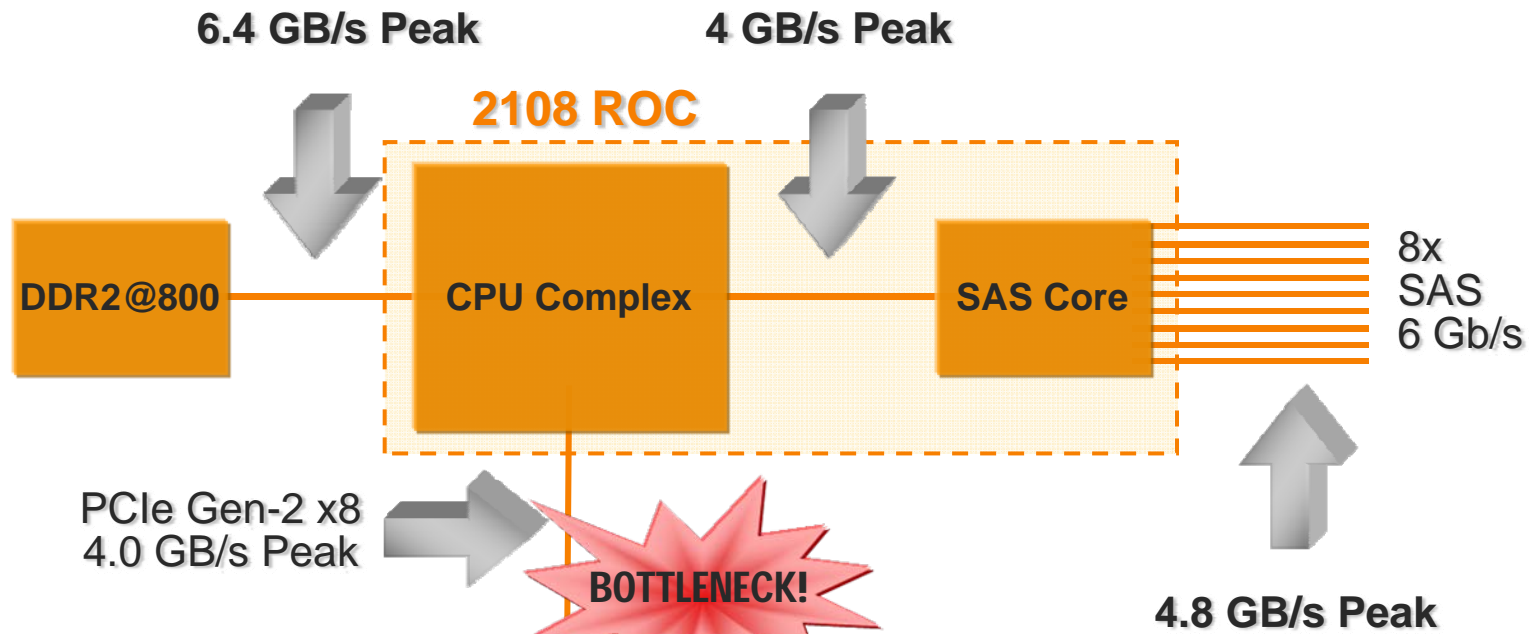 6.4 GB/s Peak
4 GB/s Peak
2108 ROC
DDR2@800
CPU Complex
SAS Core
8x
SAS
6 Gb/s
PCIe Gen-2 x8
4.0 GB/s Peak
BOTTLENECK!
4.8 GB/s Peak